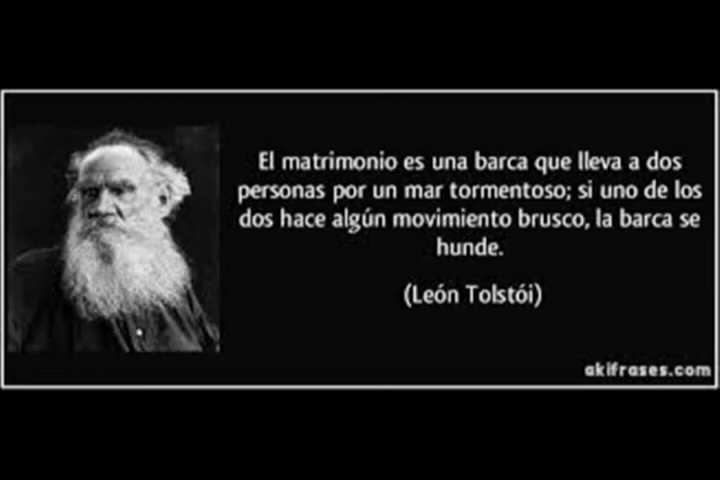 El matrimonio es una barca que lleva a dos
personas por un mar tormentoso; si uno de los
dos hace algún movimiento brusco, la barca se
hunde.
(León Tolstói)
akifrases.com